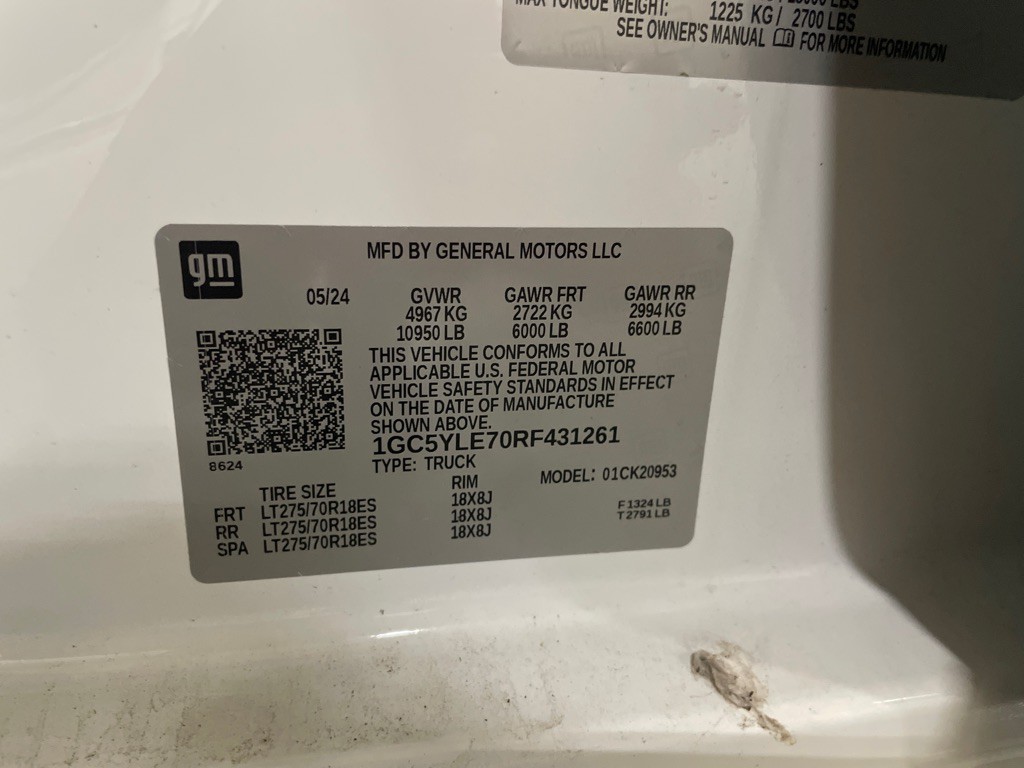 MAX TONGUE WEIGHT: 1225 KG / 2700 LBS
SEE OWNER'S MANUAL FOR MORE INFORMATION
gm
MFD BY GENERAL MOTORS LLC
05/24 GVWR GAWR FRT GAWR RR
4967 KG 2722 KG 2994 KG
10950 LB 6000 LB 6600 LB
THIS VEHICLE CONFORMS TO ALL
APPLICABLE U.S. FEDERAL MOTOR
VEHICLE SAFETY STANDARDS IN EFFECT
ON THE DATE OF MANUFACTURE
SHOWN ABOVE.
1GC5YLE70RF431261
8624
TYPE: TRUCK
MODEL: 01CK20953
TIRE SIZE RIM
FRT LT275/70R18ES 18X8J
RR LT275/70R18ES 18X8J
SPA LT275/70R18ES 18X8J
F 1324 LB
T 2791 LB